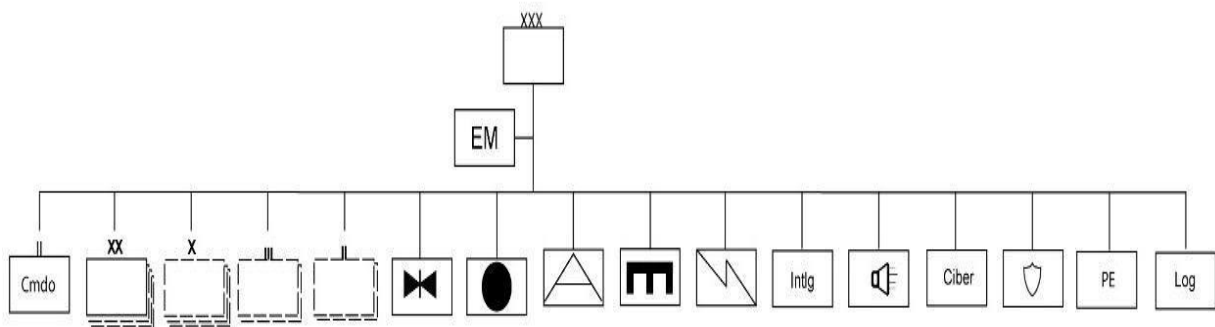 XXX
EM
II
XX
X
III
II
Cmdo
Intlg
Ciber
PE
Log